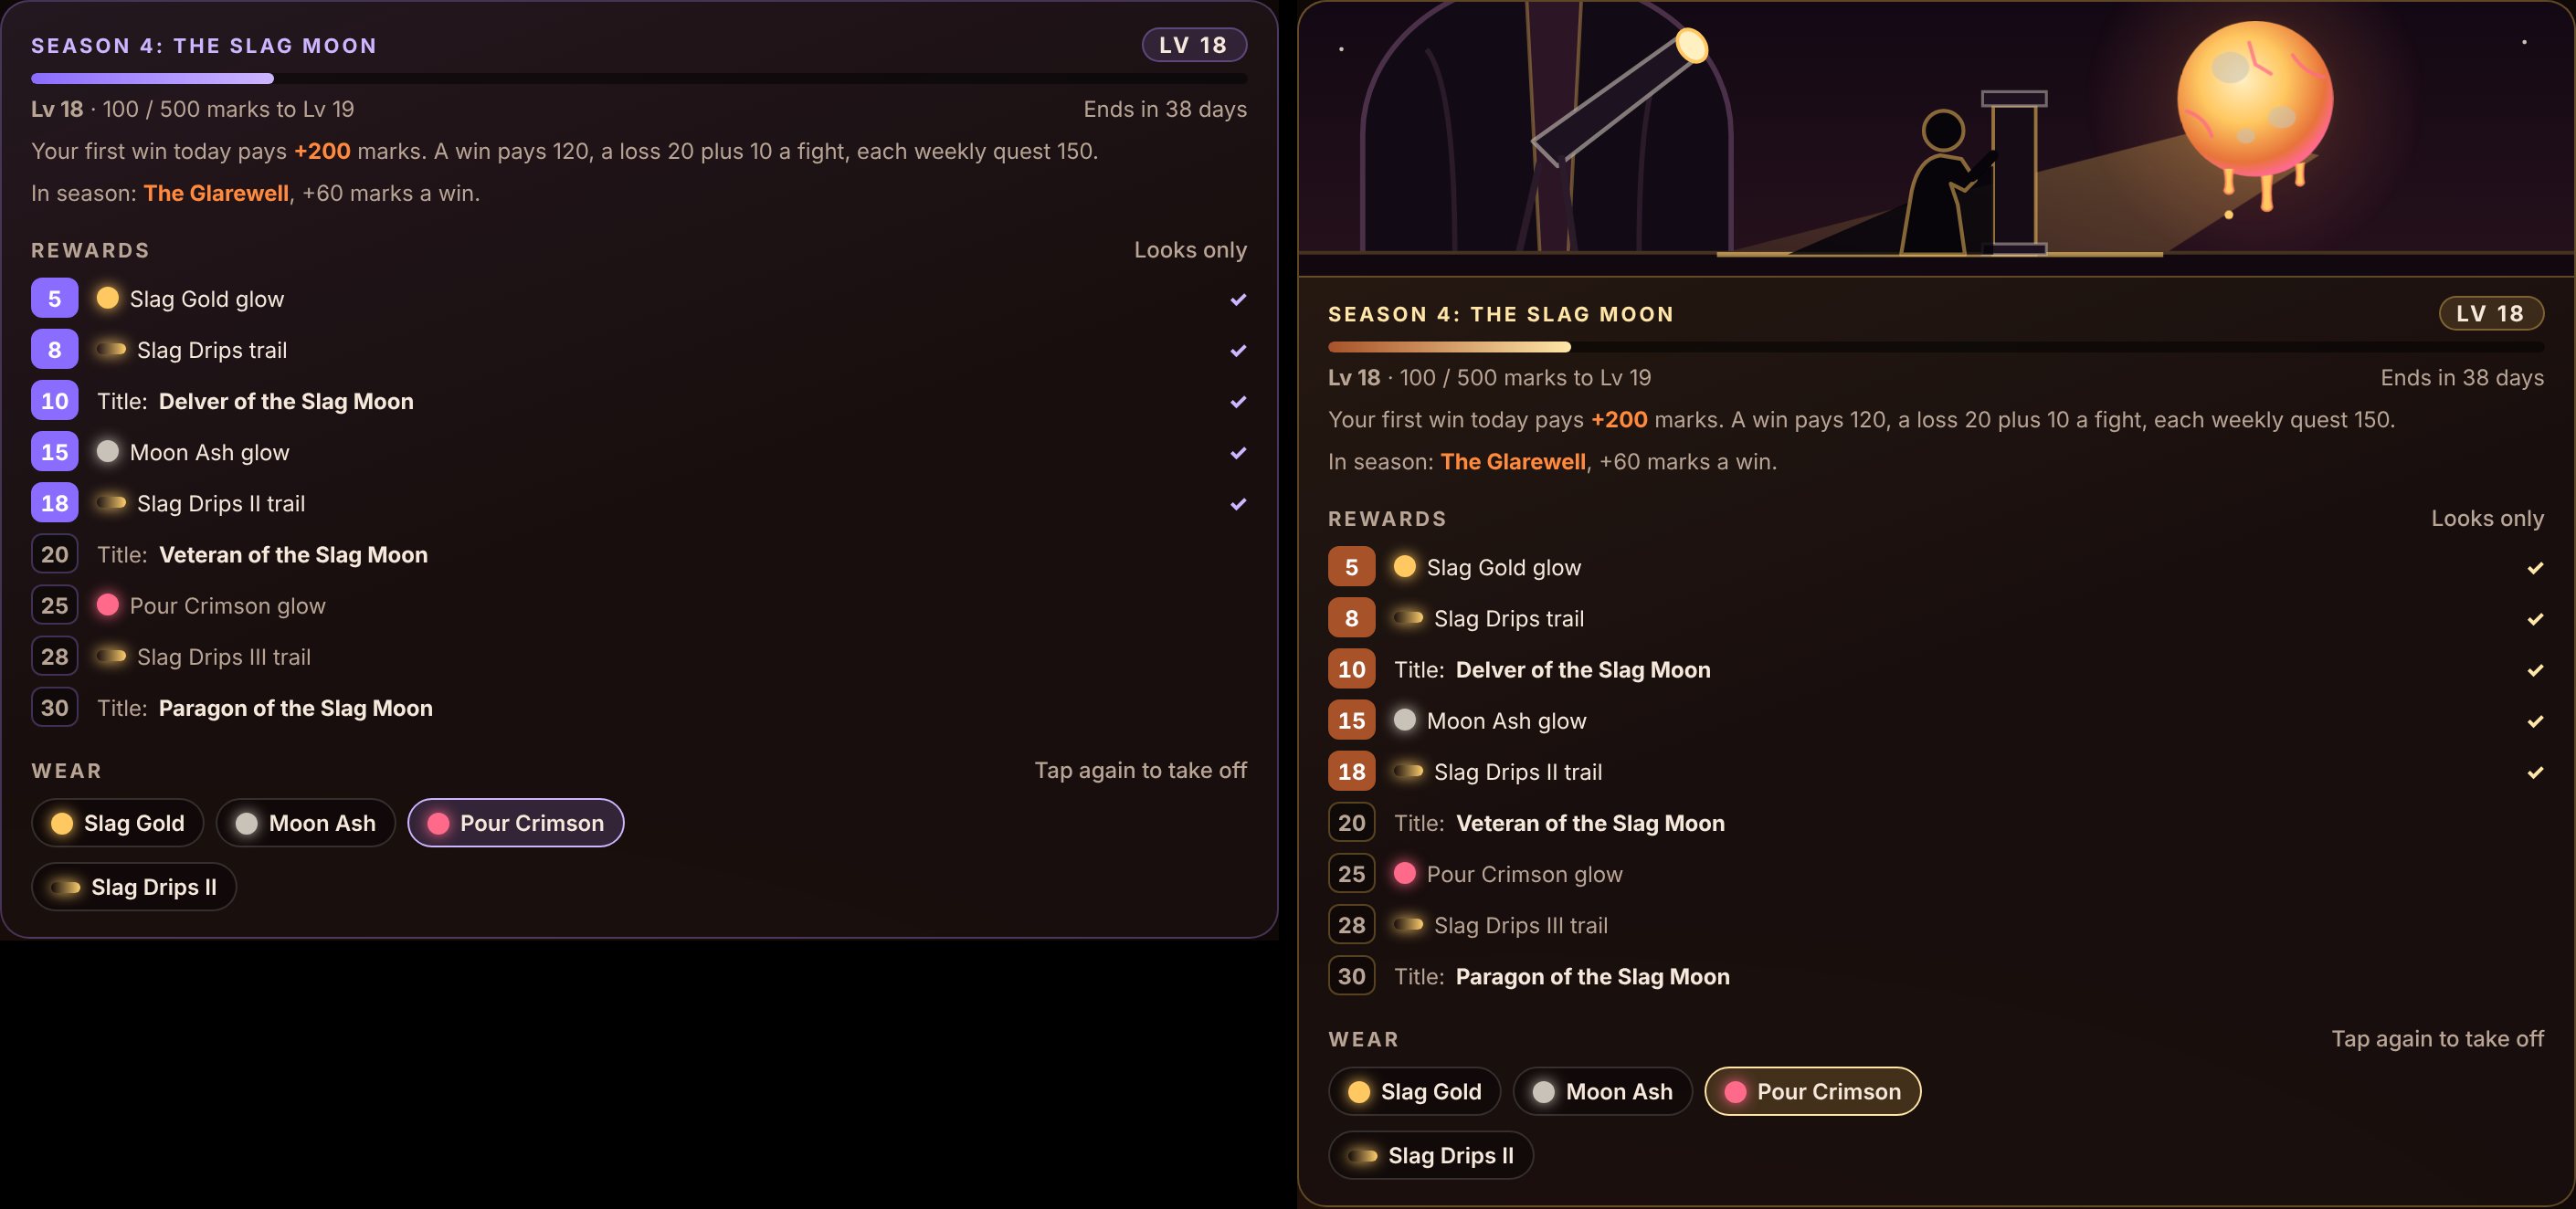 SEASON 4: THE SLAG MOON
LV 18
Lv 18 · 100 / 500 marks to Lv 19
Ends in 38 days
Your first win today pays +200 marks. A win pays 120, a loss 20 plus 10 a fight, each weekly quest 150.
In season: The Glarewell, +60 marks a win.
REWARDS
Looks only
5 Slag Gold glow
8 Slag Drips trail
10 Title: Delver of the Slag Moon
15 Moon Ash glow
18 Slag Drips II trail
20 Title: Veteran of the Slag Moon
25 Pour Crimson glow
28 Slag Drips III trail
30 Title: Paragon of the Slag Moon
WEAR
Tap again to take off
Slag Gold Moon Ash Pour Crimson
Slag Drips II
SEASON 4: THE SLAG MOON
LV 18
Lv 18 · 100 / 500 marks to Lv 19
Ends in 38 days
Your first win today pays +200 marks. A win pays 120, a loss 20 plus 10 a fight, each weekly quest 150.
In season: The Glarewell, +60 marks a win.
REWARDS
Looks only
5 Slag Gold glow
8 Slag Drips trail
10 Title: Delver of the Slag Moon
15 Moon Ash glow
18 Slag Drips II trail
20 Title: Veteran of the Slag Moon
25 Pour Crimson glow
28 Slag Drips III trail
30 Title: Paragon of the Slag Moon
WEAR
Tap again to take off
Slag Gold Moon Ash Pour Crimson
Slag Drips II